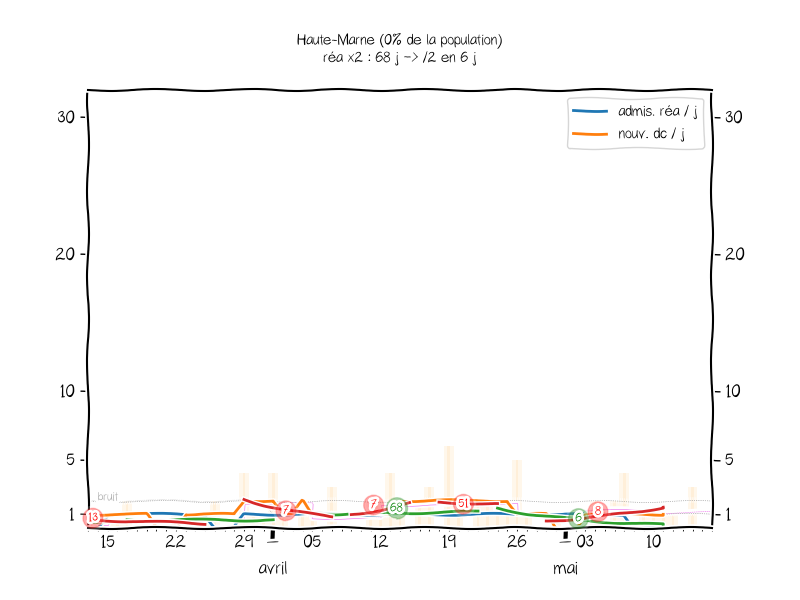 Haute-Marne (0% de la population)
réa x2 : 68 j -> /2 en 6 j
30 30
admis. réa / j
nouv. dc / j
20 20
10 10
5 5
bruit
1 1
13 7 7 68 51 6 8
15 22 29 05 12 19 26 03 10
avril mai